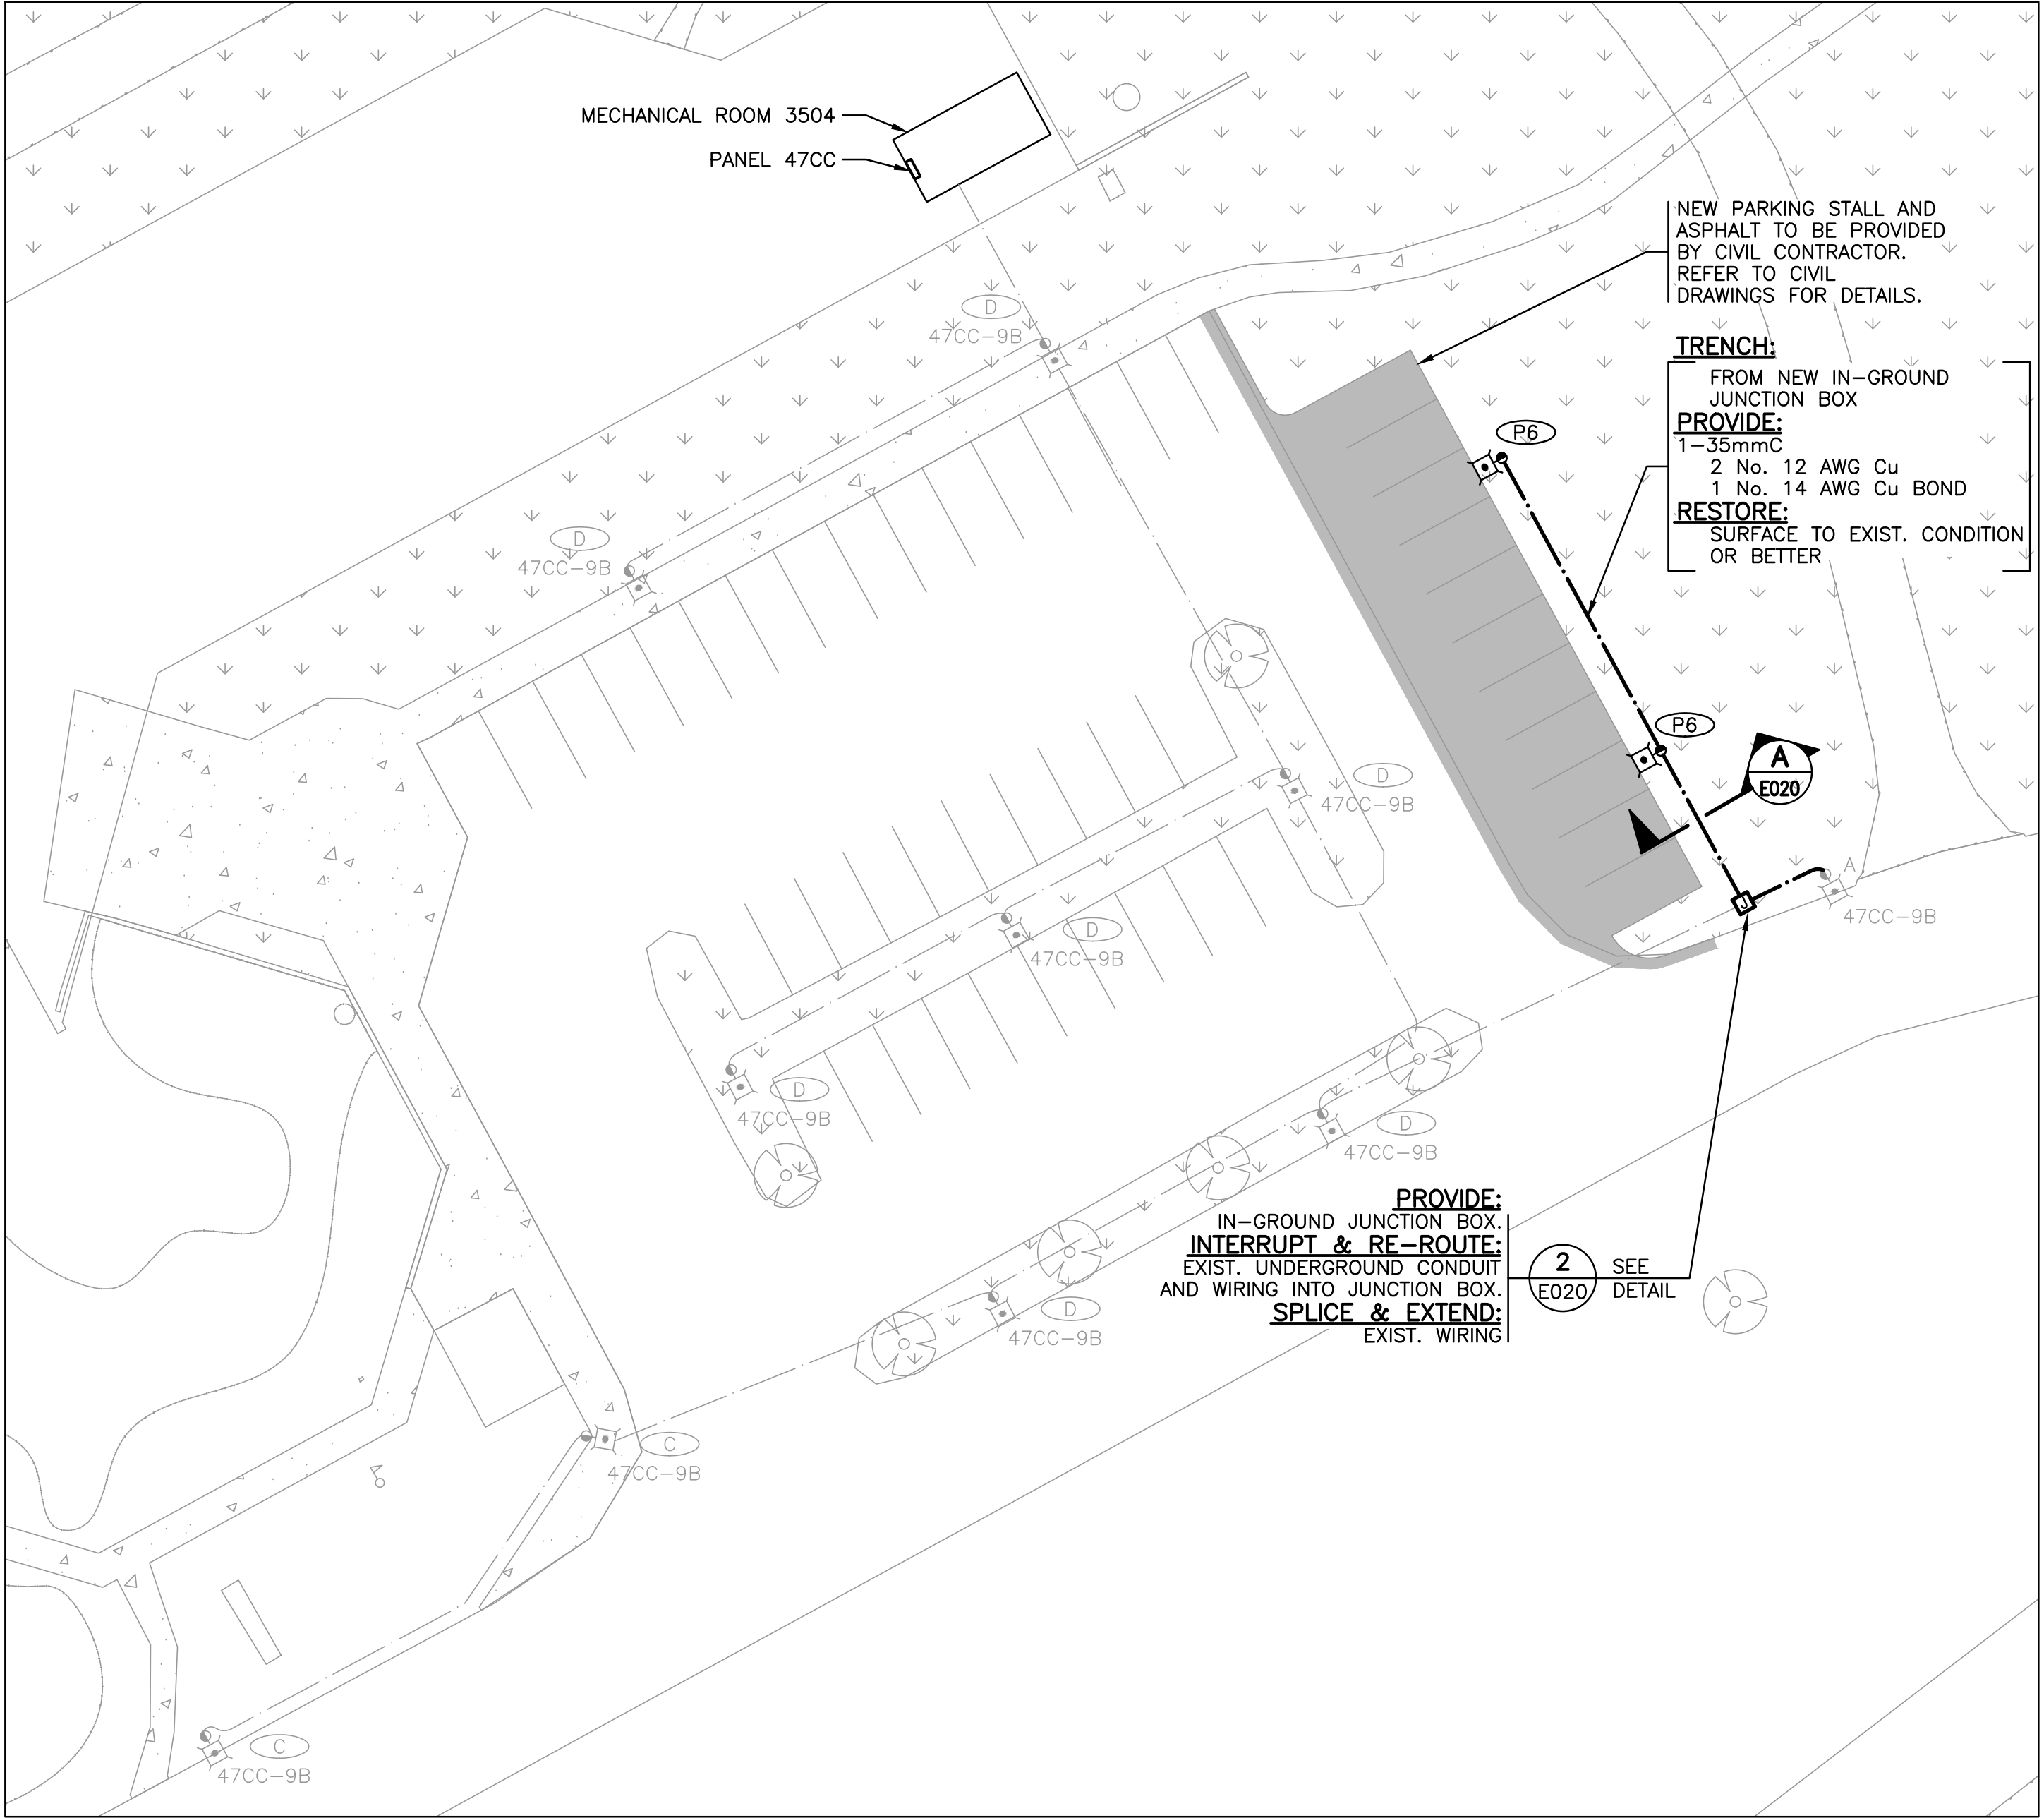 MECHANICAL ROOM 3504
PANEL 47CC
NEW PARKING STALL AND
ASPHALT TO BE PROVIDED
BY CIVIL CONTRACTOR.
REFER TO CIVIL
DRAWINGS FOR DETAILS.
TRENCH:
FROM NEW IN-GROUND
JUNCTION BOX
PROVIDE:
1-35mmC
2 No. 12 AWG Cu
1 No. 14 AWG Cu BOND
RESTORE:
SURFACE TO EXIST. CONDITION
OR BETTER
D
47CC-9B
P6
D
47CC-9B
P6
A
E020
D
47CC-9B
A
47CC-9B
J
D
47CC-9B
D
47CC-9B
D
47CC-9B
PROVIDE:
IN-GROUND JUNCTION BOX.
INTERRUPT & RE-ROUTE:
EXIST. UNDERGROUND CONDUIT
AND WIRING INTO JUNCTION BOX.
SPLICE & EXTEND:
EXIST. WIRING
2
E020
SEE
DETAIL
D
47CC-9B
C
47CC-9B
C
47CC-9B